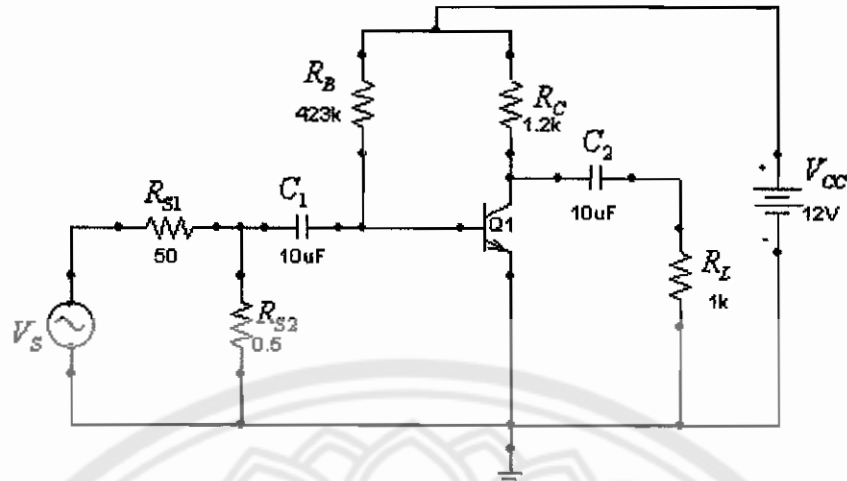 R_B
423k
R_C
1.2k
C_2
10uF
V_CC
12V
+
-
R_S1
50
C_1
10uF
Q1
R_L
1k
V_S
R_S2
0.5